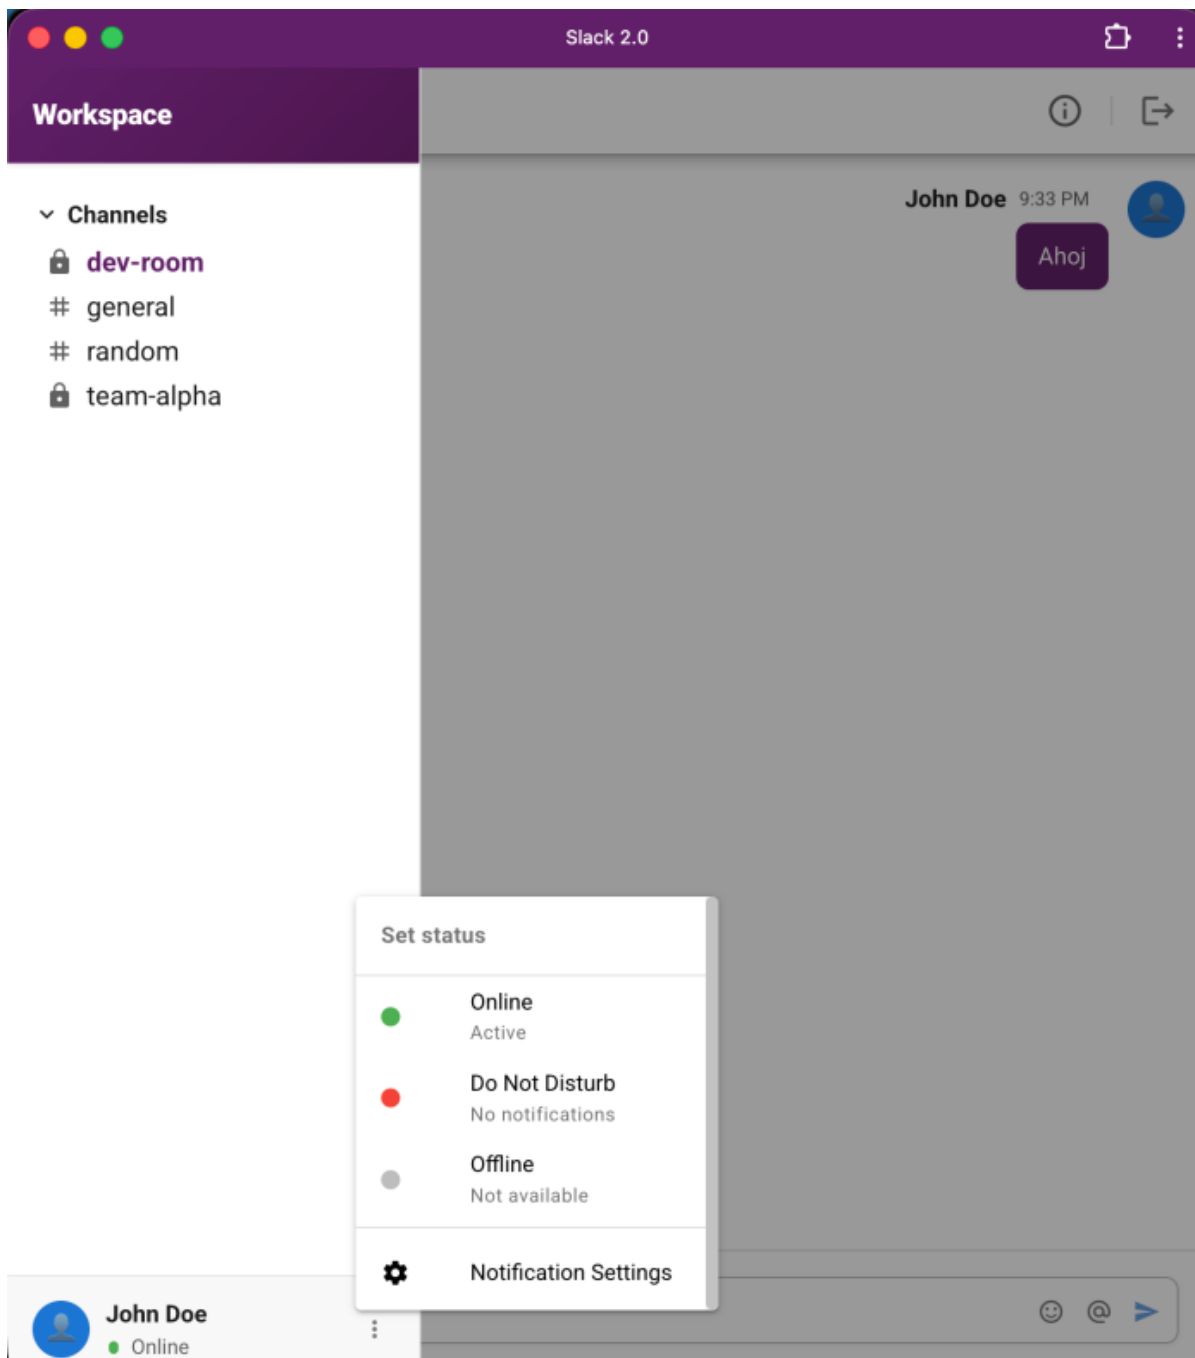 Slack 2.0
Workspace
Channels
dev-room
general
random
team-alpha
John Doe 9:33 PM
Ahoj
Set status
Online
Active
Do Not Disturb
No notifications
Offline
Not available
Notification Settings
John Doe
Online